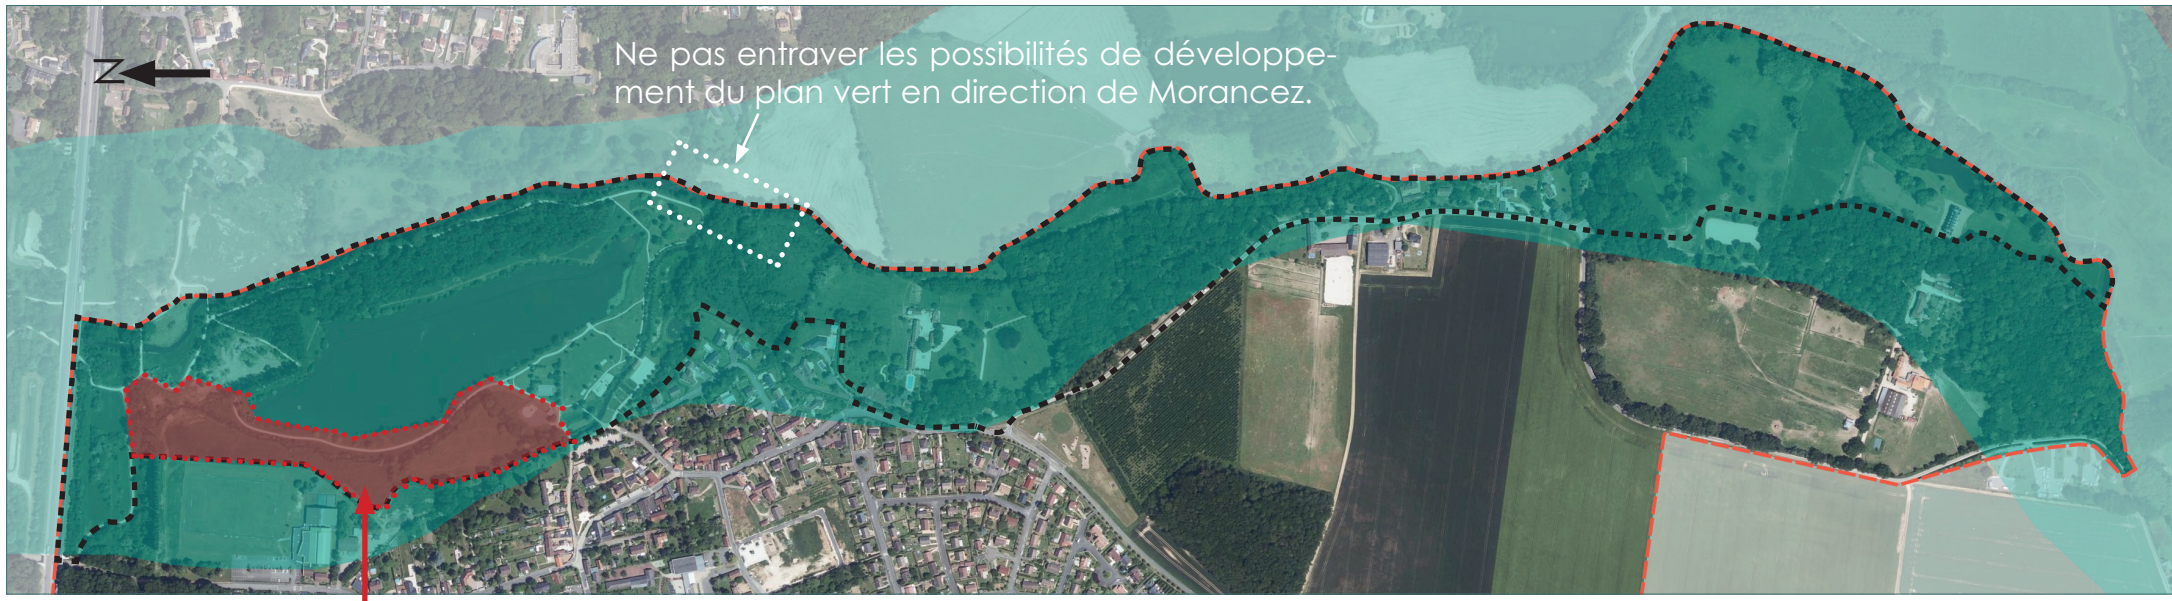 N
Ne pas entraver les possibilités de développe-
ment du plan vert en direction de Morancez.